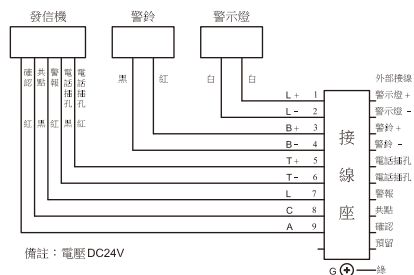 發信機
警鈴
警示燈
確認
共點
警報
電話插孔
電話插孔
紅
黑
紅
黑
紅
黑
紅
白
白
外部接線
L + 1 警示燈 +
L - 2 警示燈 -
B + 3 警鈴 +
B - 4 警鈴 -
T + 5 電話插孔
T - 6 電話插孔
L 7 警報
C 8 共點
A 9 確認
預留
接線座
G 綠
備註：電壓DC24V